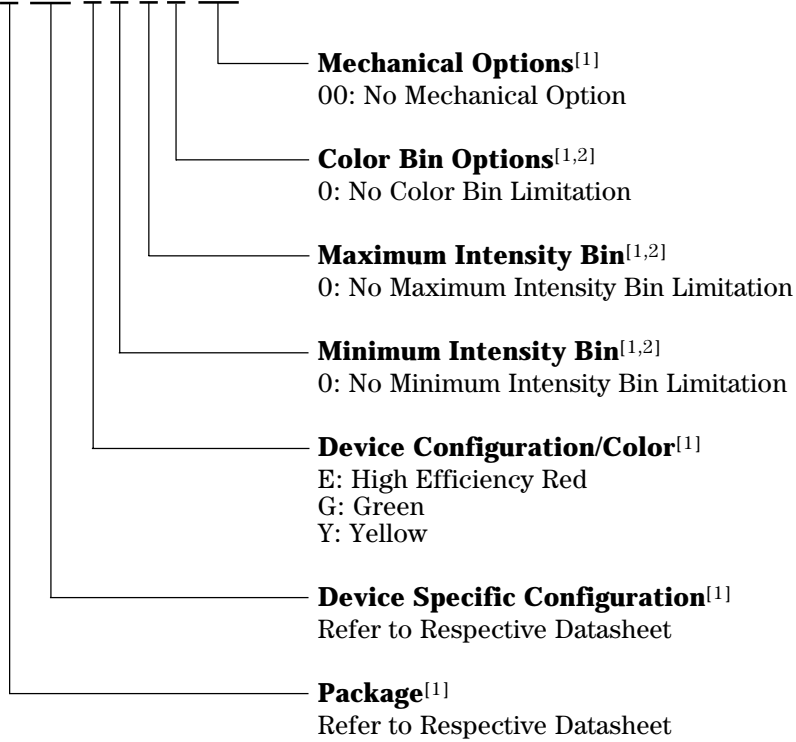 Mechanical Options[1]
00: No Mechanical Option
Color Bin Options[1,2]
0: No Color Bin Limitation
Maximum Intensity Bin[1,2]
0: No Maximum Intensity Bin Limitation
Minimum Intensity Bin[1,2]
0: No Minimum Intensity Bin Limitation
Device Configuration/Color[1]
E: High Efficiency Red
G: Green
Y: Yellow
Device Specific Configuration[1]
Refer to Respective Datasheet
Package[1]
Refer to Respective Datasheet